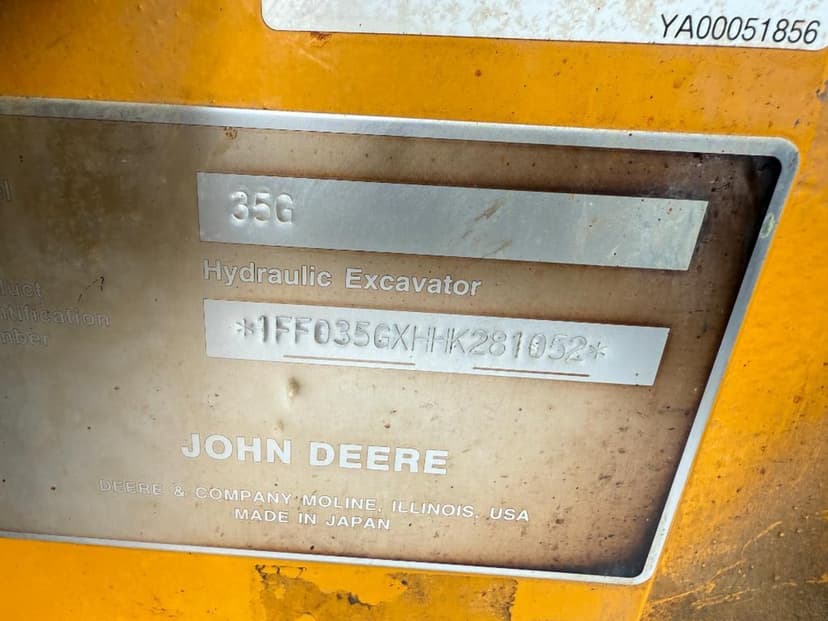 YA00051856
35G
Hydraulic Excavator
*1FF035GXHHK281052*
JOHN DEERE
DEERE & COMPANY MOLINE, ILLINOIS, USA
MADE IN JAPAN